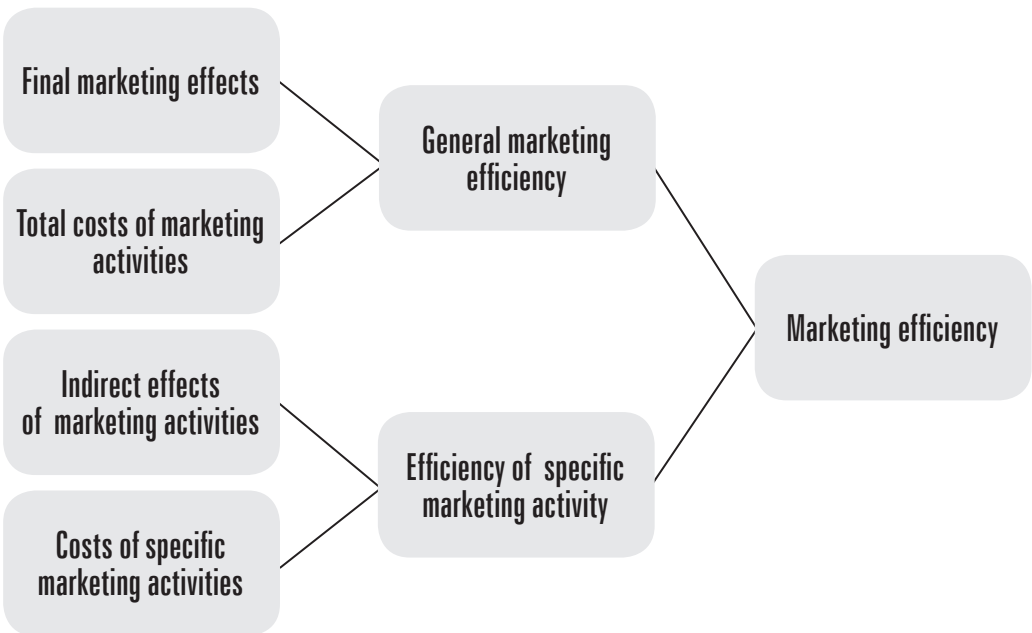 Final marketing effects
Total costs of marketing
activities
Indirect effects
of marketing activities
Costs of specific
marketing activities
General marketing
efficiency
Efficiency of specific
marketing activity
Marketing efficiency